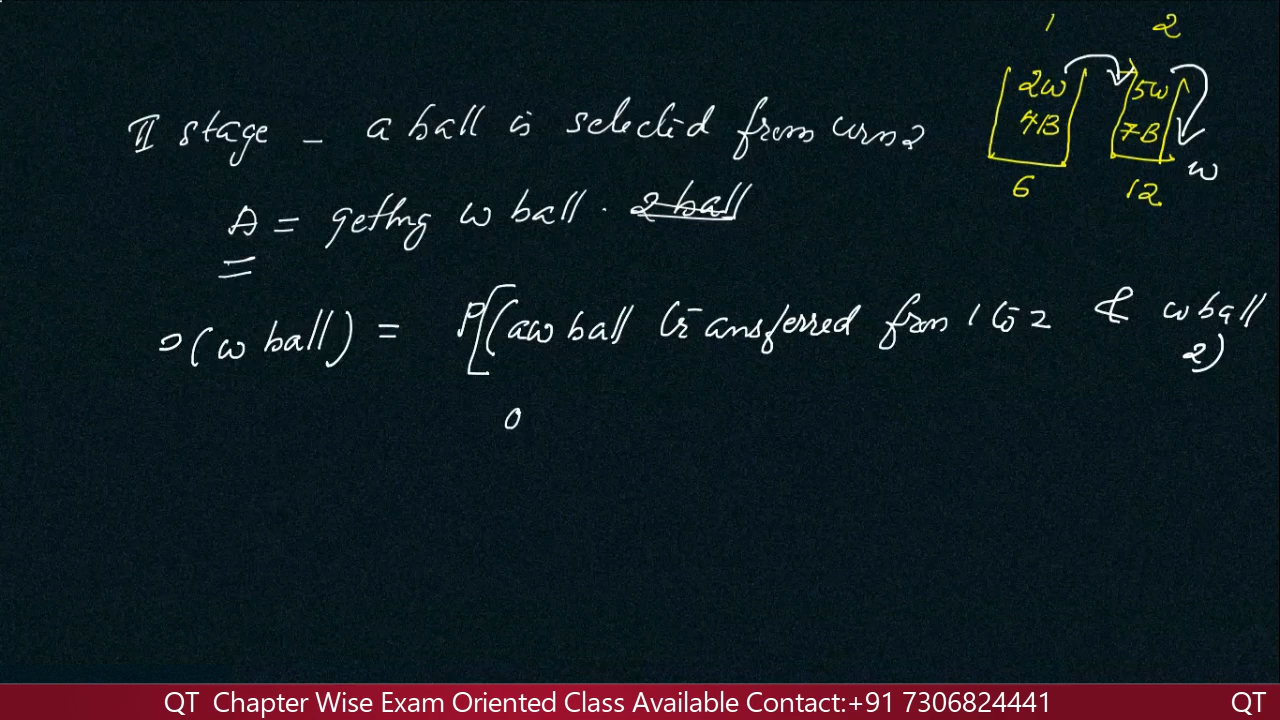 1 2
2W 5W
4B 7B
W
6 12
II stage - a ball is selected from urn 2
A = getting w ball . 2 ball
P(w ball) = P[(a w ball transferred from 1 to 2 & w ball
2)
o
QT Chapter Wise Exam Oriented Class Available Contact:+91 7306824441 QT